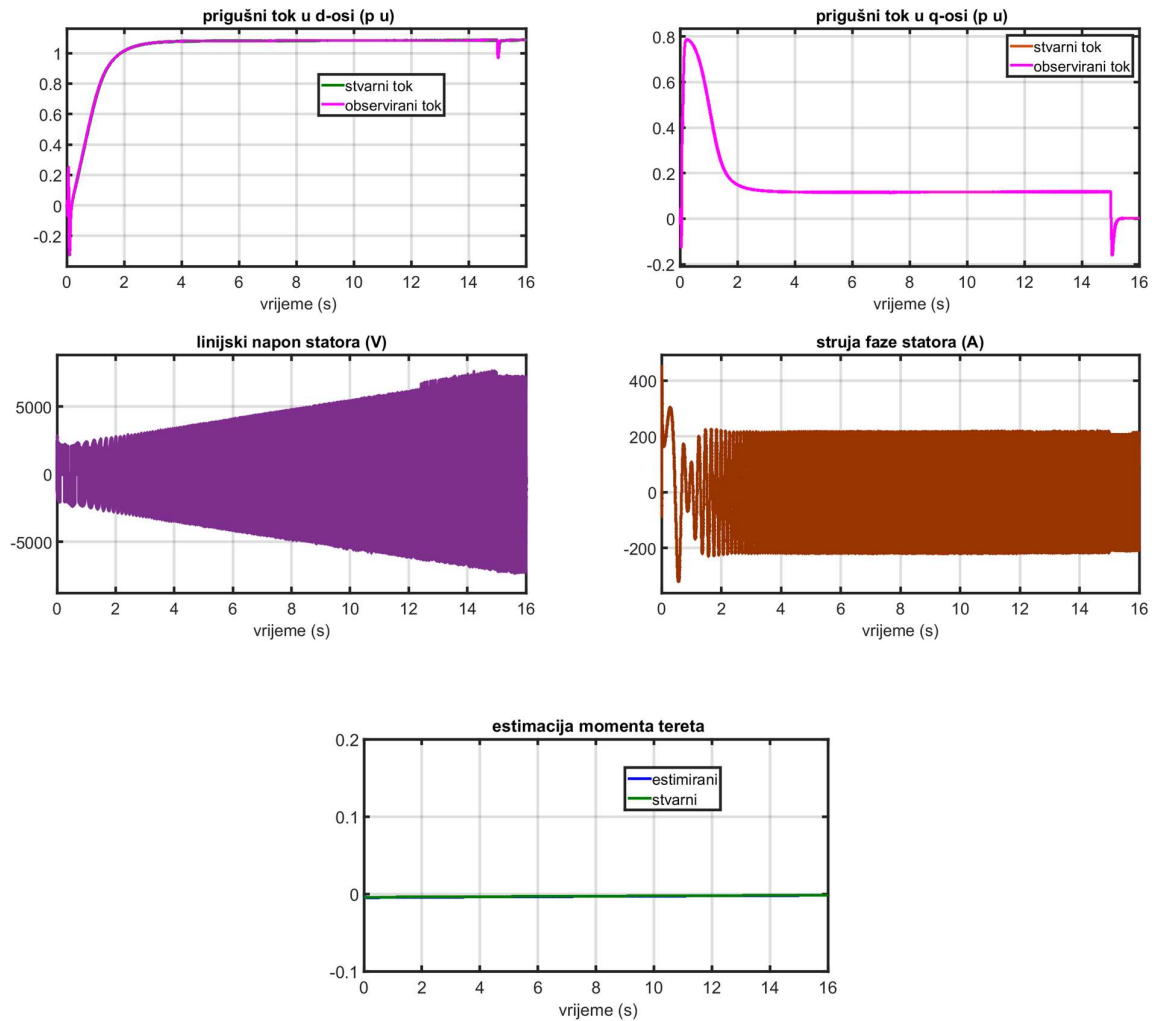 prigušni tok u d-osi (p u)
1
0.8
0.6
0.4
0.2
0
-0.2
stvarni tok
observirani tok
0 2 4 6 8 10 12 14 16
vrijeme (s)
prigušni tok u q-osi (p u)
0.8
0.6
0.4
0.2
0
-0.2
stvarni tok
observirani tok
0 2 4 6 8 10 12 14 16
vrijeme (s)
linijski napon statora (V)
5000
0
-5000
0 2 4 6 8 10 12 14 16
vrijeme (s)
struja faze statora (A)
400
200
0
-200
0 2 4 6 8 10 12 14 16
vrijeme (s)
estimacija momenta tereta
0.2
0.1
0
-0.1
estimirani
stvarni
0 2 4 6 8 10 12 14 16
vrijeme (s)